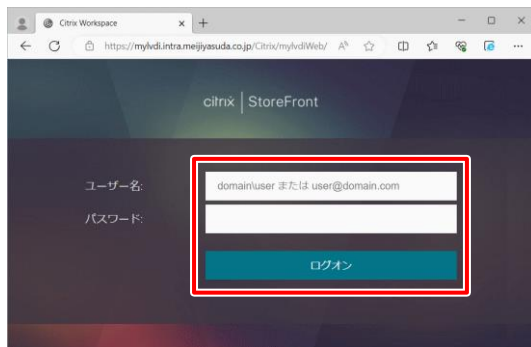 Citrix Workspace
https://mylvdi.intra.meijiyasuda.co.jp/Citrix/mylvdiWeb/
citrix | StoreFront
ユーザー名:
domain\user または user@domain.com
パスワード:
ログオン